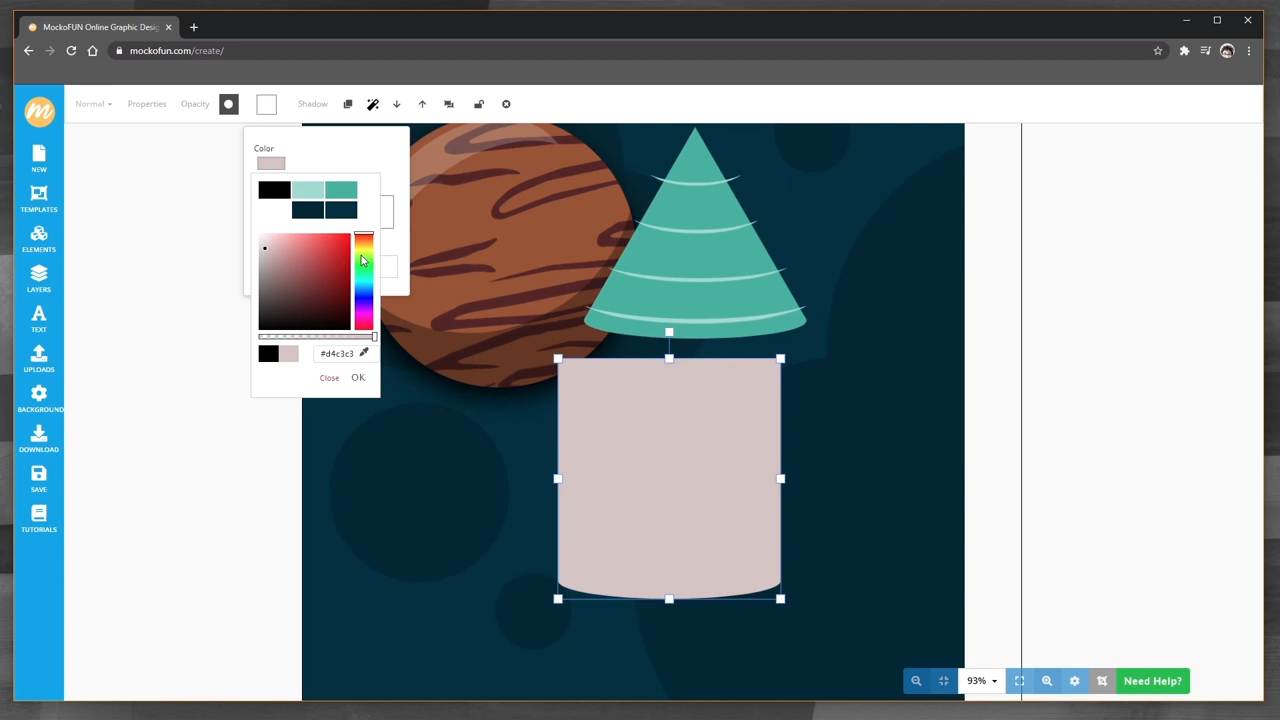 MockoFUN Online Graphic Desig
mockofun.com/create/
Normal
Properties
Opacity
Shadow
NEW
TEMPLATES
ELEMENTS
LAYERS
TEXT
UPLOADS
BACKGROUND
DOWNLOAD
SAVE
TUTORIALS
Color
#d4c3c3
Close
OK
93%
Need Help?